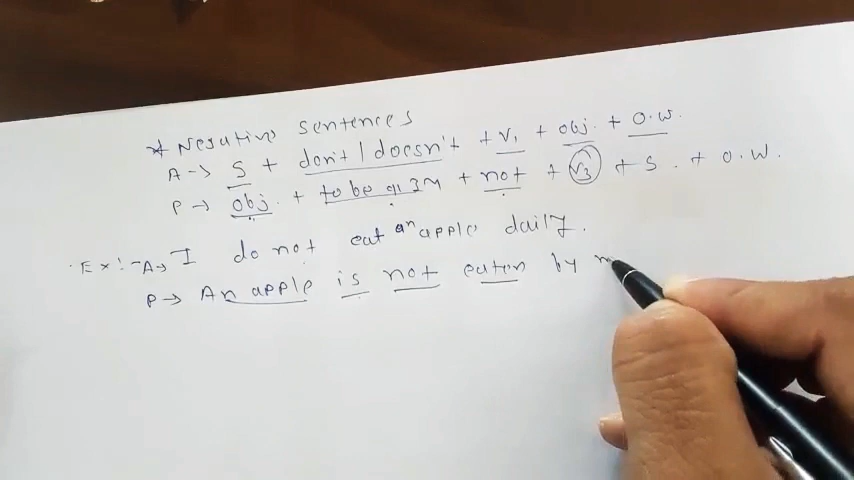 * Negative Sentences
A -> S + don't / doesn't + V1 + obj. + O.W.
P -> obj. + to be + not + V3 + S. + O.W.
Ex:- A-> I do not eat an apple daily.
P -> An apple is not eaten by m